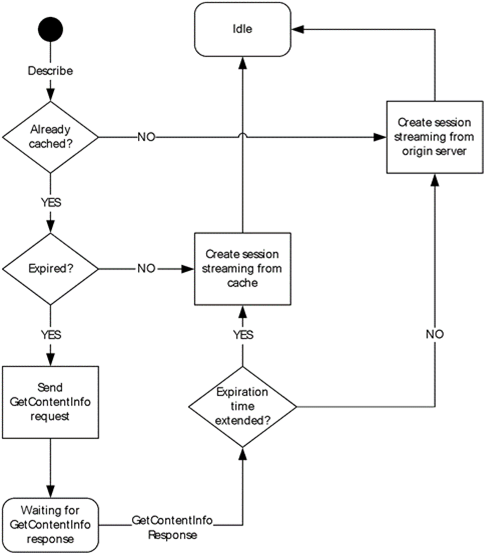 Idle
Describe
Already
cached?
NO
Create session
streaming from
origin server
YES
Expired?
NO
Create session
streaming from
cache
YES
YES
NO
Send
GetContentInfo
request
Expiration
time
extended?
Waiting for
GetContentInfo
response
GetContentInfo
Response